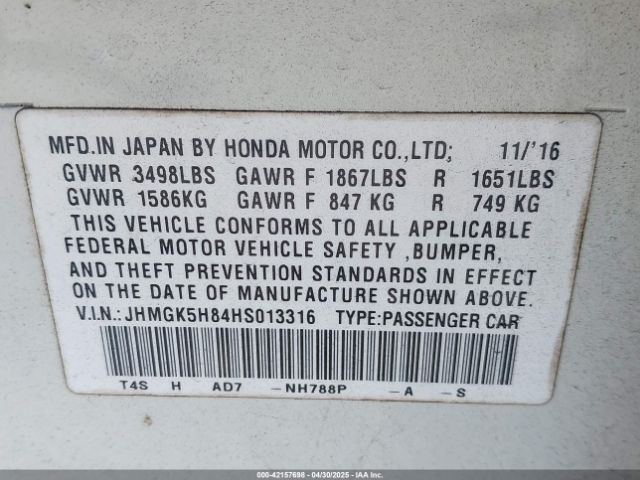 MFD.IN JAPAN BY HONDA MOTOR CO.,LTD; 11/'16
GVWR 3498LBS GAWR F 1867LBS R 1651LBS
GVWR 1586KG GAWR F 847 KG R 749 KG
THIS VEHICLE CONFORMS TO ALL APPLICABLE
FEDERAL MOTOR VEHICLE SAFETY ,BUMPER,
AND THEFT PREVENTION STANDARDS IN EFFECT
ON THE DATE OF MANUFACTURE SHOWN ABOVE.
V.I.N.:JHMGK5H84HS013316 TYPE:PASSENGER CAR
T4S H AD7 -NH788P -A -S
000-42157698 - 04/30/2025 - IAAI.COM